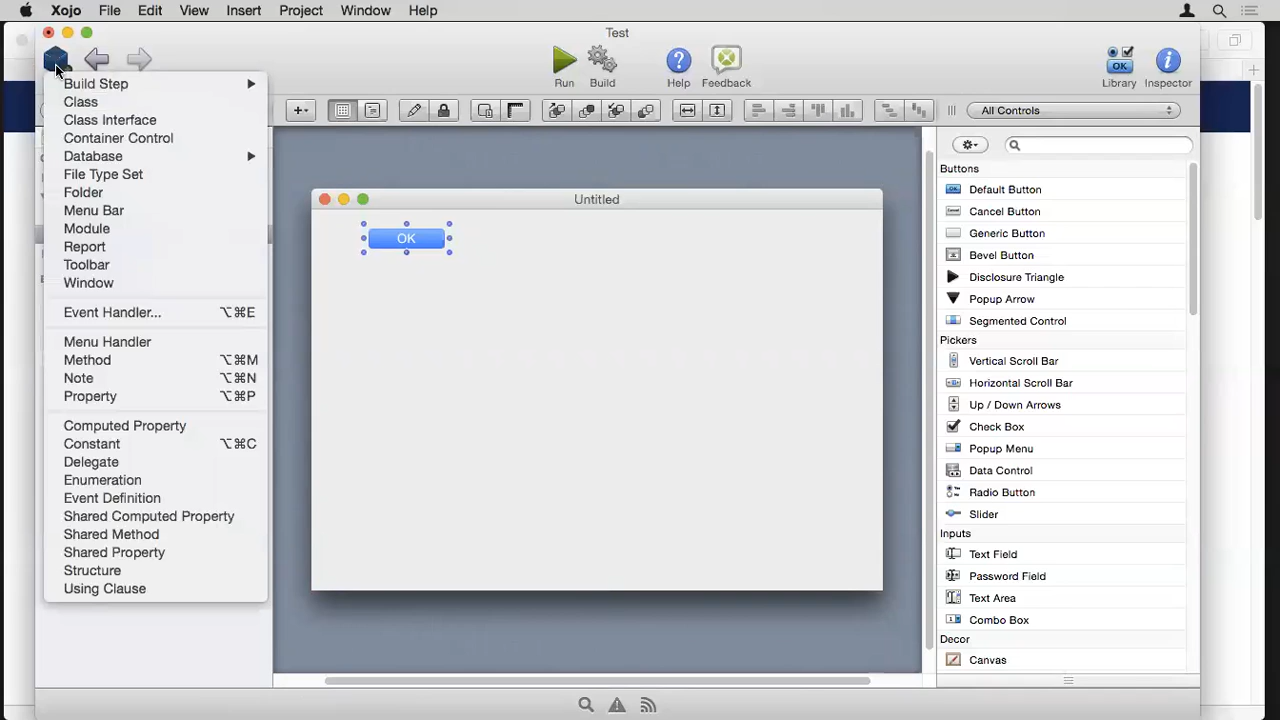 Xojo File Edit View Insert Project Window Help
Test
Run Build Help Feedback OK Library Inspector
Build Step
Class
Class Interface
Container Control
Database
File Type Set
Folder
Menu Bar
Module
Report
Toolbar
Window
Event Handler... ⌥⌘E
Menu Handler
Method ⌥⌘M
Note ⌥⌘N
Property ⌥⌘P
Computed Property
Constant ⌥⌘C
Delegate
Enumeration
Event Definition
Shared Computed Property
Shared Method
Shared Property
Structure
Using Clause
Untitled
OK
All Controls
Buttons
Default Button
Cancel Button
Generic Button
Bevel Button
Disclosure Triangle
Popup Arrow
Segmented Control
Pickers
Vertical Scroll Bar
Horizontal Scroll Bar
Up / Down Arrows
Check Box
Popup Menu
Data Control
Radio Button
Slider
Inputs
Text Field
Password Field
Text Area
Combo Box
Decor
Canvas